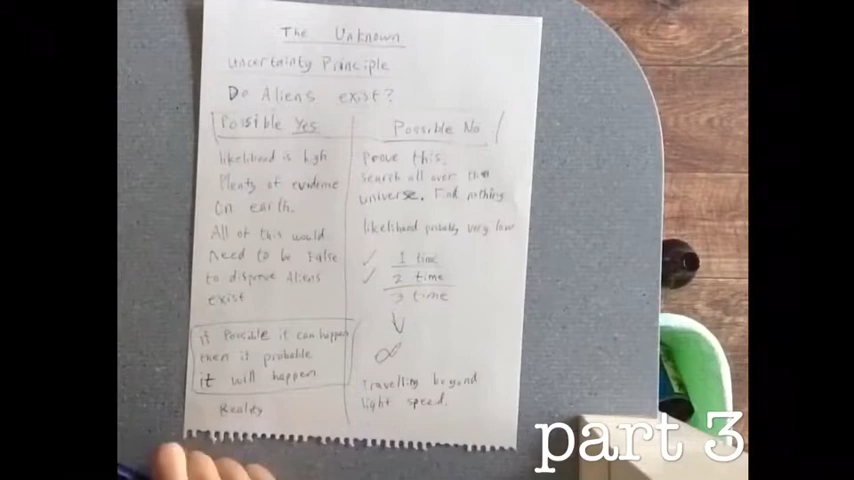 The Unknown
Uncertainty Principle
Do Aliens exist?
Possible Yes
likelihood is high
Plenty of evidence
On earth.
All of this would
Need to be False
to disprove Aliens
exist
if Possible it can happen
then if probable
it will happen.
Reality
Possible No
Prove this.
Search all over the
universe. Find nothing
likelihood probably very low
✓ 1 time
✓ 2 time
3 time
∞
Travelling beyond
light speed.
part 3